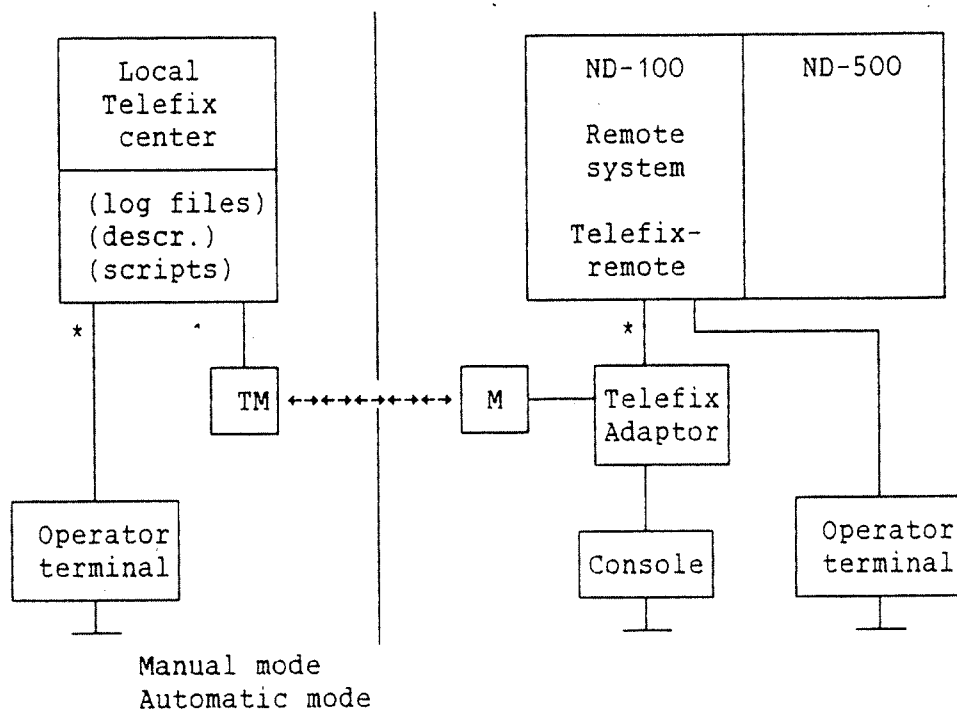 Local
Telefix
center
(log files)
(descr.)
(scripts)
*
TM
Operator
terminal
Manual mode
Automatic mode
ND-100
ND-500
Remote
system
Telefix-
remote
*
M
Telefix
Adaptor
Console
Operator
terminal